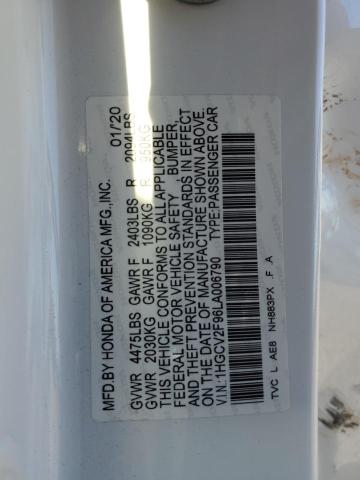 MFD.BY HONDA OF AMERICA MFG.,INC. 01/'20
GVWR 4475LBS GAWR F 2403LBS R 2094LBS
GVWR 2030KG GAWR F 1090KG R 950KG
THIS VEHICLE CONFORMS TO ALL APPLICABLE
FEDERAL MOTOR VEHICLE SAFETY , BUMPER,
AND THEFT PREVENTION STANDARDS IN EFFECT
ON THE DATE OF MANUFACTURE SHOWN ABOVE.
V.I.N.:1HGCV2F96LA006790 TYPE:PASSENGER CAR
TVC L AE8 NH883PX .F .A